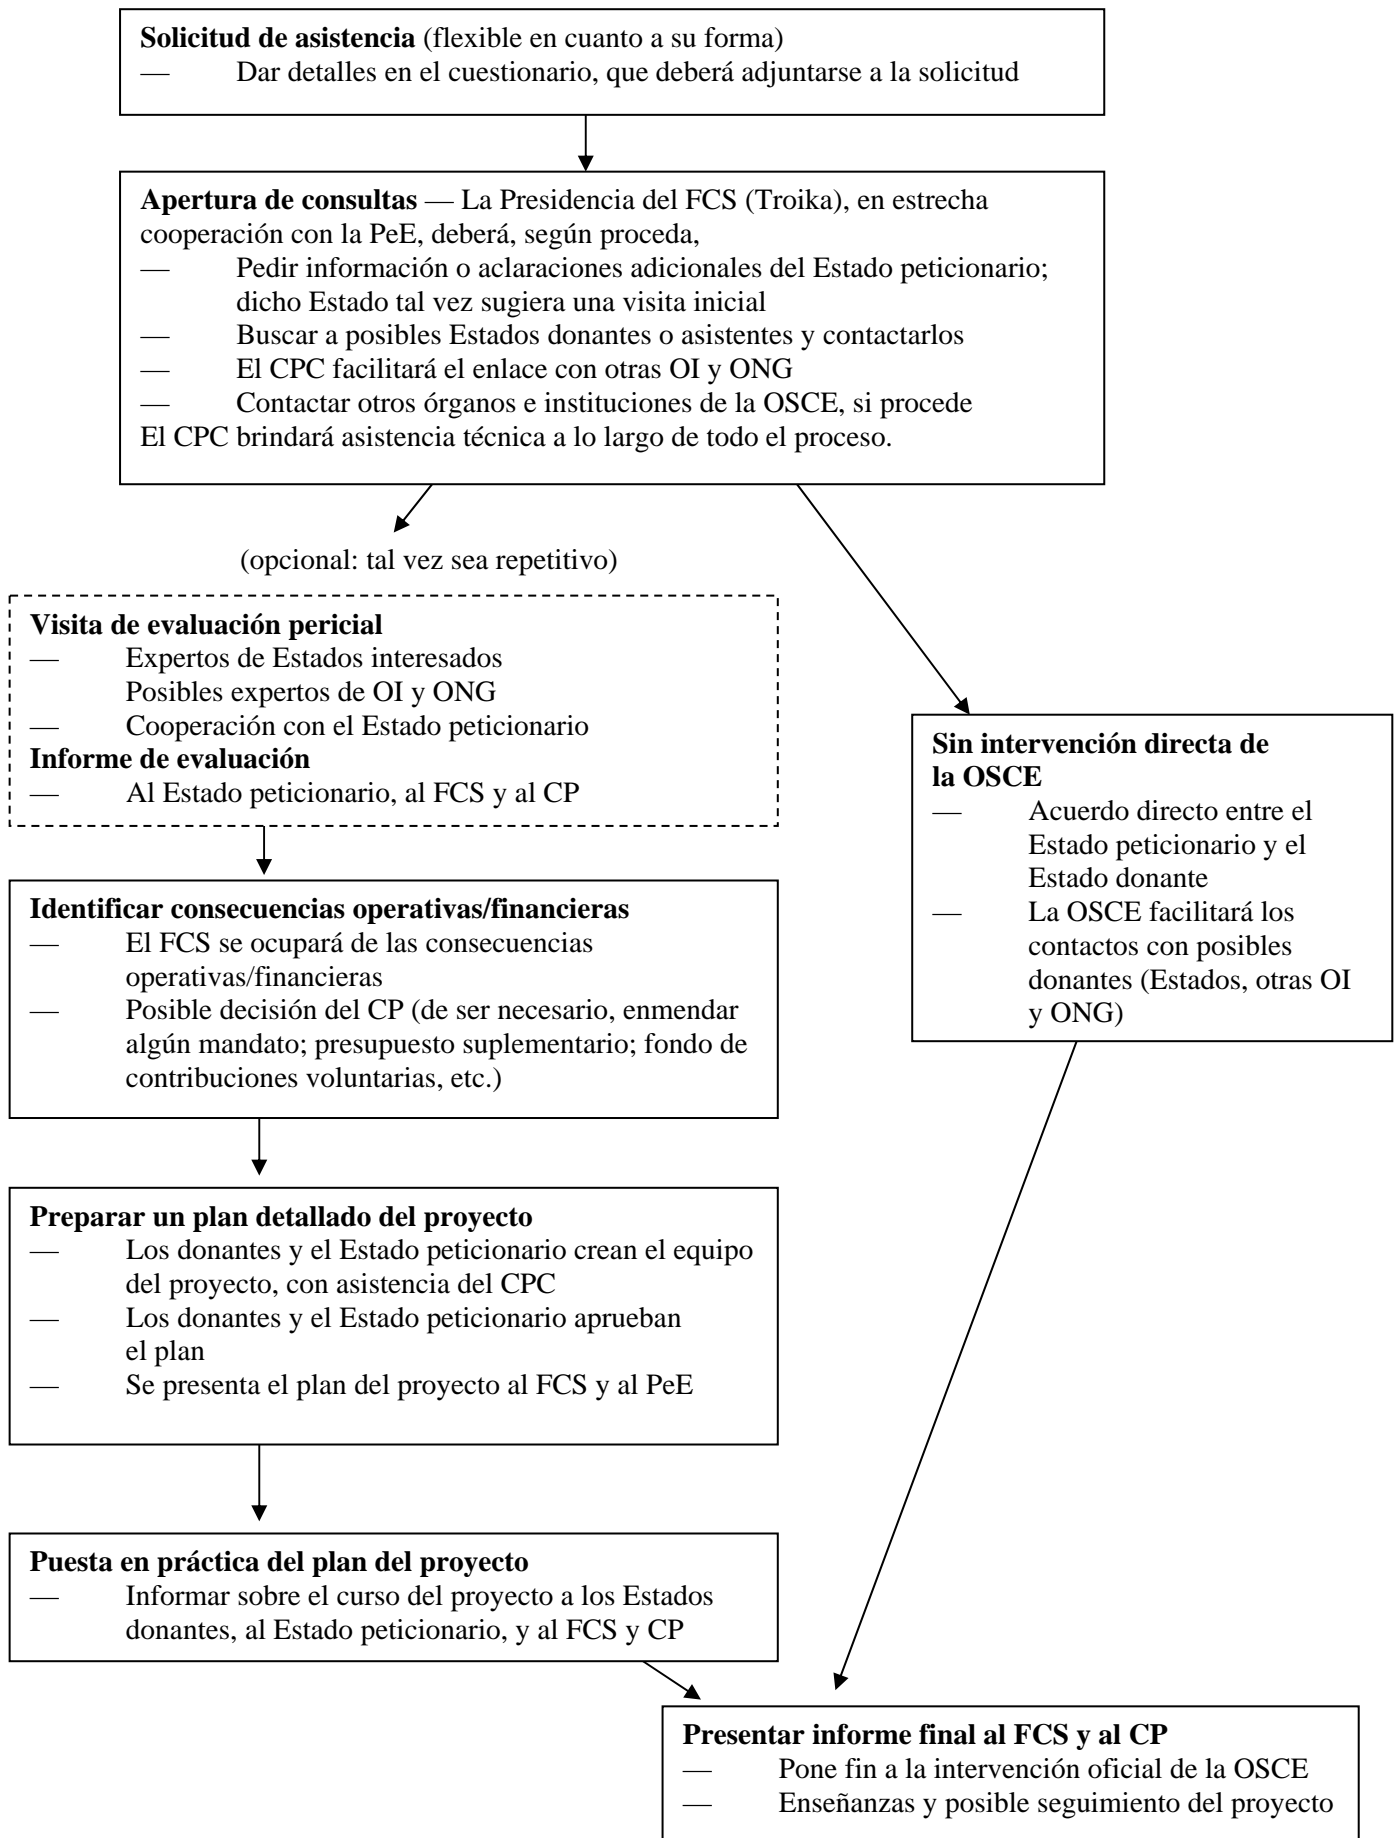 Solicitud de asistencia (flexible en cuanto a su forma)
— Dar detalles en el cuestionario, que deberá adjuntarse a la solicitud
Apertura de consultas — La Presidencia del FCS (Troika), en estrecha
cooperación con la PeE, deberá, según proceda,
— Pedir información o aclaraciones adicionales del Estado peticionario;
dicho Estado tal vez sugiera una visita inicial
— Buscar a posibles Estados donantes o asistentes y contactarlos
— El CPC facilitará el enlace con otras OI y ONG
— Contactar otros órganos e instituciones de la OSCE, si procede
El CPC brindará asistencia técnica a lo largo de todo el proceso.
(opcional: tal vez sea repetitivo)
Visita de evaluación pericial
— Expertos de Estados interesados
Posibles expertos de OI y ONG
— Cooperación con el Estado peticionario
Informe de evaluación
— Al Estado peticionario, al FCS y al CP
Sin intervención directa de
la OSCE
— Acuerdo directo entre el
Estado peticionario y el
Estado donante
— La OSCE facilitará los
contactos con posibles
donantes (Estados, otras OI
y ONG)
Identificar consecuencias operativas/financieras
— El FCS se ocupará de las consecuencias
operativas/financieras
— Posible decisión del CP (de ser necesario, enmendar
algún mandato; presupuesto suplementario; fondo de
contribuciones voluntarias, etc.)
Preparar un plan detallado del proyecto
— Los donantes y el Estado peticionario crean el equipo
del proyecto, con asistencia del CPC
— Los donantes y el Estado peticionario aprueban
el plan
— Se presenta el plan del proyecto al FCS y al PeE
Puesta en práctica del plan del proyecto
— Informar sobre el curso del proyecto a los Estados
donantes, al Estado peticionario, y al FCS y CP
Presentar informe final al FCS y al CP
— Pone fin a la intervención oficial de la OSCE
— Enseñanzas y posible seguimiento del proyecto